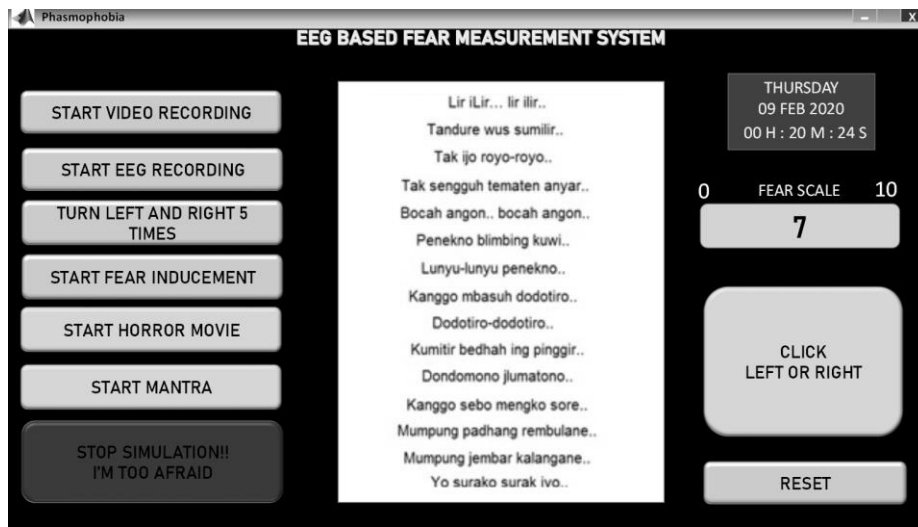 Phasmophobia
EEG BASED FEAR MEASUREMENT SYSTEM
START VIDEO RECORDING
START EEG RECORDING
TURN LEFT AND RIGHT 5
TIMES
START FEAR INDUCEMENT
START HORROR MOVIE
START MANTRA
STOP SIMULATION!!
I'M TOO AFRAID
Lir iLir... lir ilir..
Tandure wus sumilir..
Tak ijo royo-royo..
Tak sengguh tematen anyar..
Bocah angon.. bocah angon..
Penekno blimbing kuwi..
Lunyu-lunyu penekno..
Kanggo mbasuh dodotiro..
Dodotiro-dodotiro..
Kumitir bedhah ing pinggir..
Dondomono jlumatono..
Kanggo sebo mengko sore..
Mumpung padhang rembulane..
Mumpung jembar kalangane..
Yo surako surak ivo..
THURSDAY
09 FEB 2020
00 H : 20 M : 24 S
0 FEAR SCALE 10
7
CLICK
LEFT OR RIGHT
RESET